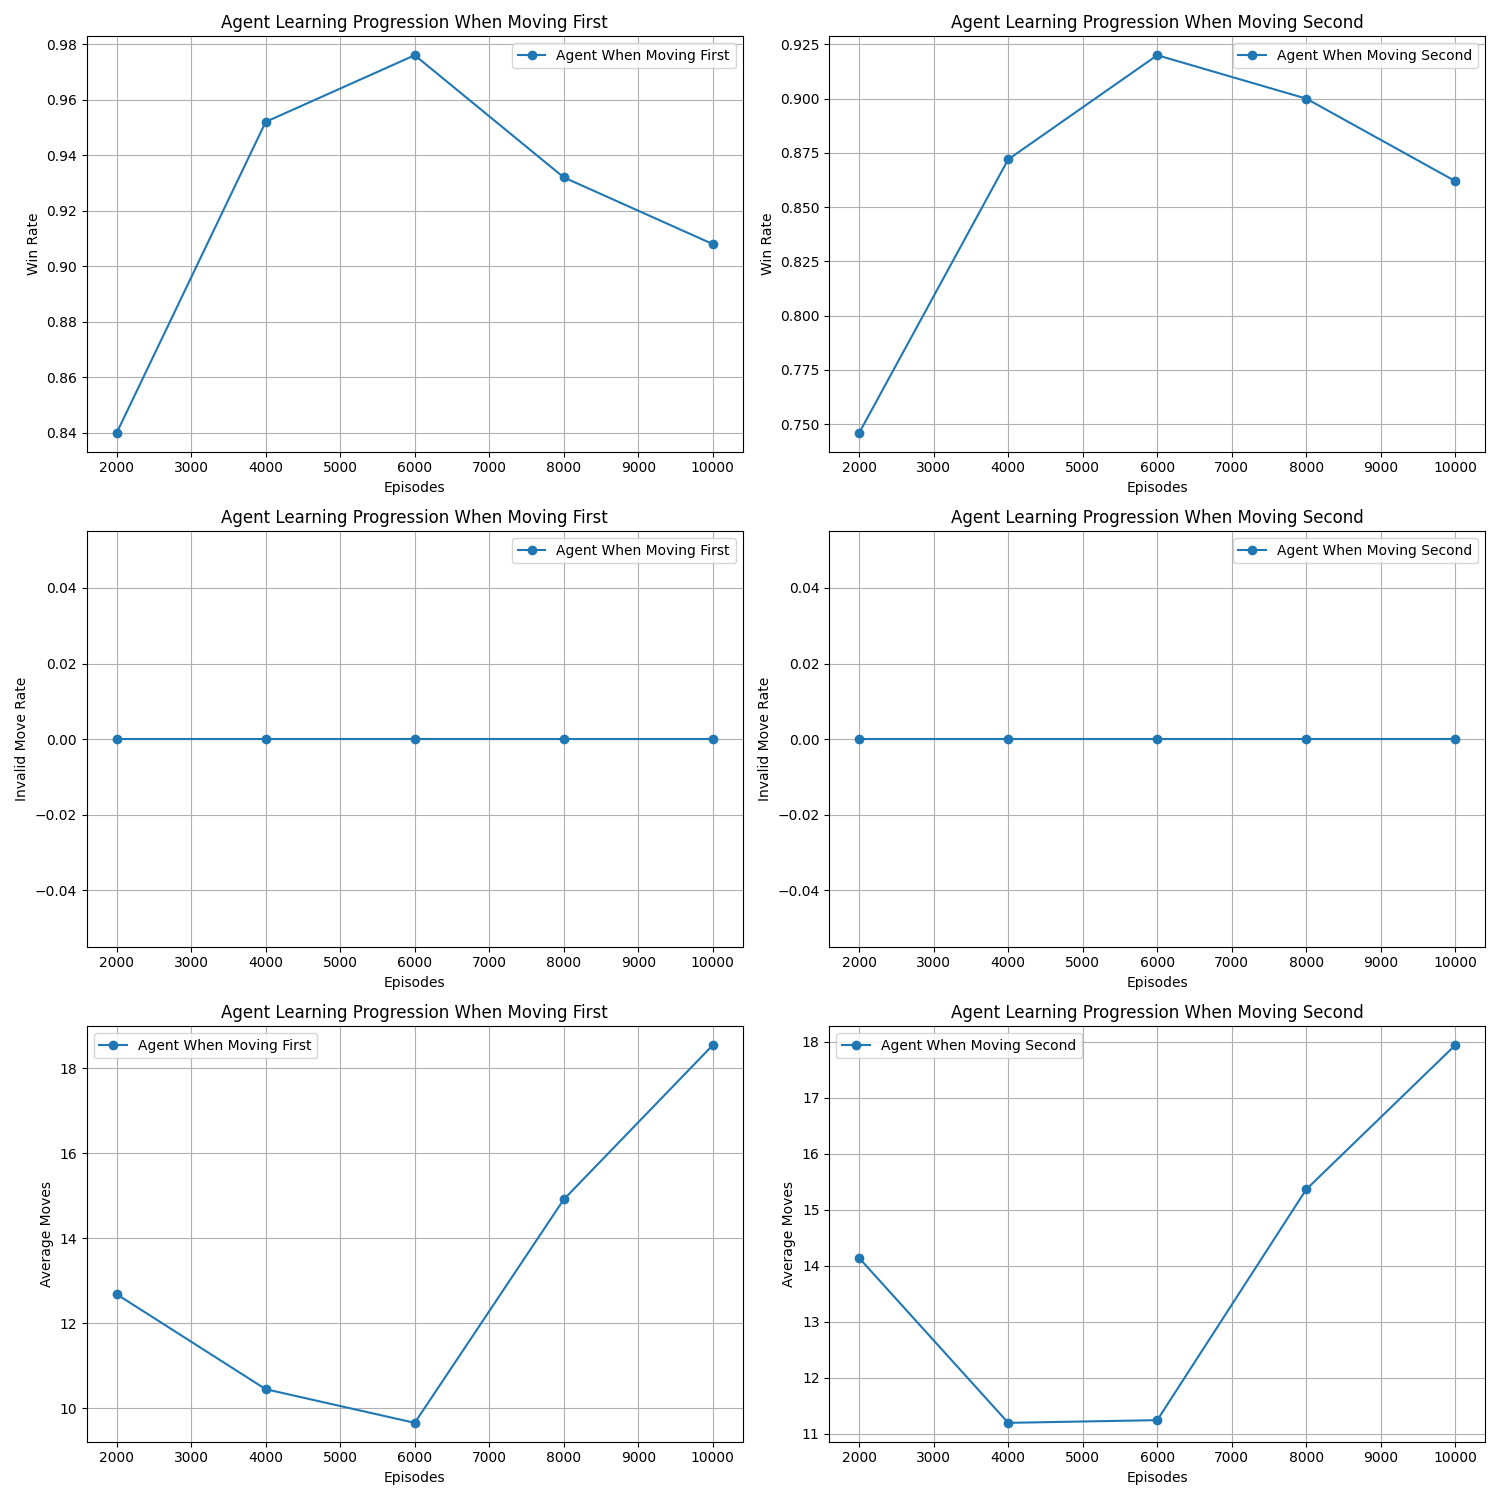 Agent Learning Progression When Moving First
Win Rate
0.98
0.96
0.94
0.92
0.90
0.88
0.86
0.84
Agent When Moving First
2000 3000 4000 5000 6000 7000 8000 9000 10000
Episodes
Agent Learning Progression When Moving Second
Win Rate
0.925
0.900
0.875
0.850
0.825
0.800
0.775
0.750
Agent When Moving Second
2000 3000 4000 5000 6000 7000 8000 9000 10000
Episodes
Agent Learning Progression When Moving First
Invalid Move Rate
0.04
0.02
0.00
−0.02
−0.04
Agent When Moving First
2000 3000 4000 5000 6000 7000 8000 9000 10000
Episodes
Agent Learning Progression When Moving Second
Invalid Move Rate
0.04
0.02
0.00
−0.02
−0.04
Agent When Moving Second
2000 3000 4000 5000 6000 7000 8000 9000 10000
Episodes
Agent Learning Progression When Moving First
Average Moves
18
16
14
12
10
Agent When Moving First
2000 3000 4000 5000 6000 7000 8000 9000 10000
Episodes
Agent Learning Progression When Moving Second
Average Moves
18
17
16
15
14
13
12
11
Agent When Moving Second
2000 3000 4000 5000 6000 7000 8000 9000 10000
Episodes